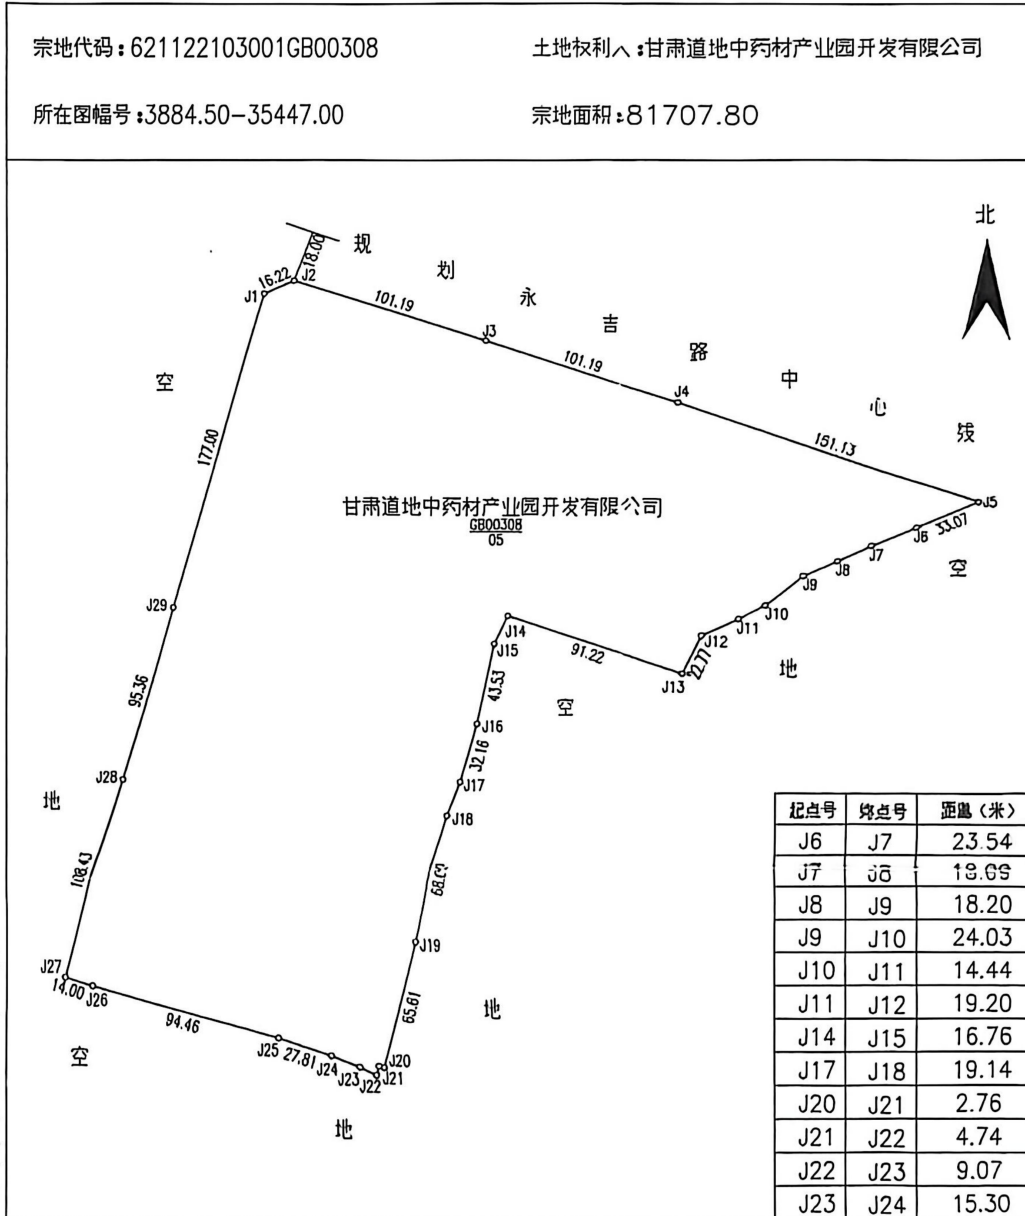 宗地代码:621122103001GB00308
土地权利人:甘肃道地中药材产业园开发有限公司
所在图幅号:3884.50-35447.00
宗地面积:81707.80
北
规划永吉路中心线
18.00
J1 16.22 J2
101.19
J3
101.19
J4
151.13
J5
33.07
J6
J7
J8
J9
J10
J11
J12
22.77
J13
91.22
J14
J15
43.53
J16
32.16
J17
J18
J19
65.61
J20
J21
J22
J23
J24
27.81
J25
94.46
J26
14.00
J27
108.43
J28
95.36
J29
177.00
空
地
空
地
空
地
空
地
甘肃道地中药材产业园开发有限公司
GB00308
05
起点号 终点号 距离(米)
J6 J7 23.54
J7 J8
J8 J9 18.20
J9 J10 24.03
J10 J11 14.44
J11 J12 19.20
J14 J15 16.76
J17 J18 19.14
J20 J21 2.76
J21 J22 4.74
J22 J23 9.07
J23 J24 15.30